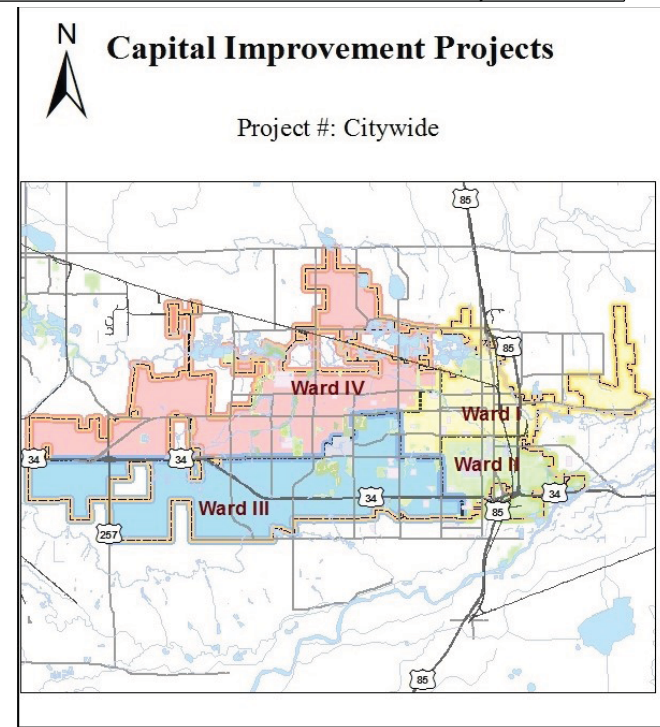 N
Capital Improvement Projects
Project #: Citywide
85
85
Ward IV
Ward I
34
34
Ward II
34
34
Ward III
85
257
85